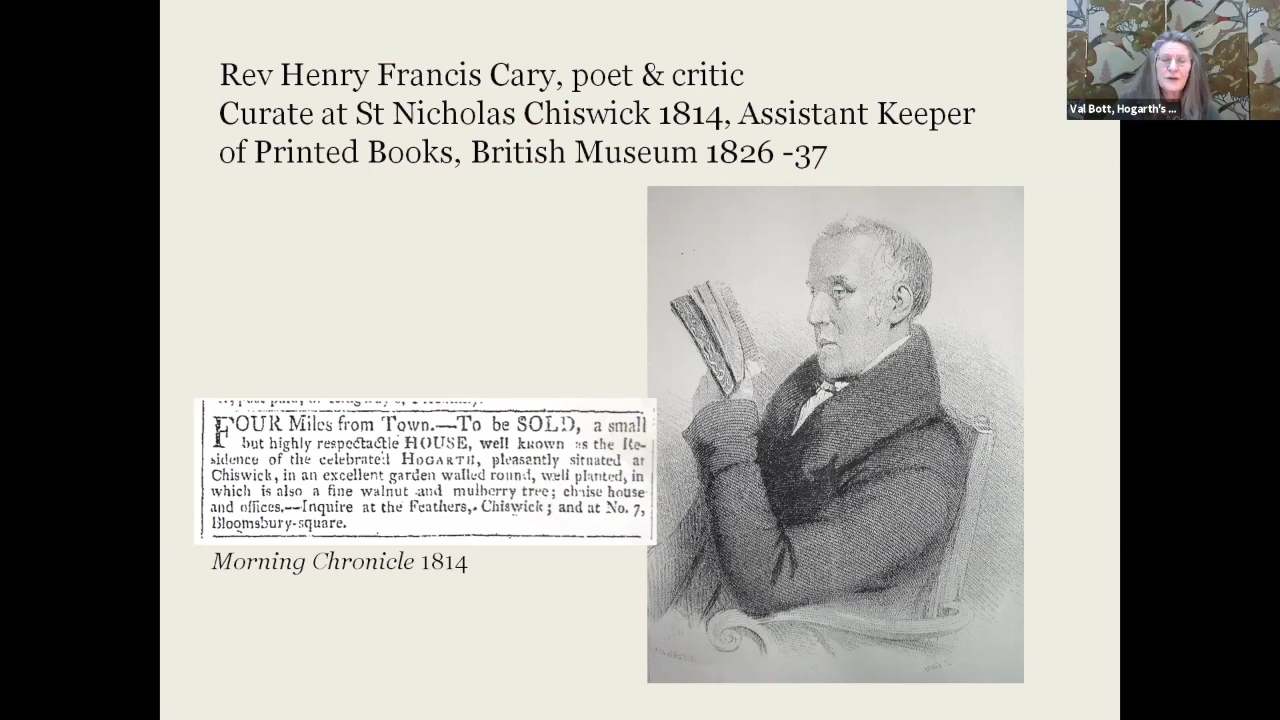 Rev Henry Francis Cary, poet & critic
Curate at St Nicholas Chiswick 1814, Assistant Keeper
of Printed Books, British Museum 1826 -37
Val Bott, Hogarth's ...
FOUR Miles from Town.—To be SOLD, a small
but highly respectable HOUSE, well known as the Re-
sidence of the celebrated HOGARTH, pleasantly situated at
Chiswick, in an excellent garden walled round, well planted, in
which is also a fine walnut and mulberry tree; chaise house
and offices.—Inquire at the Feathers, Chiswick; and at No. 7,
Bloomsbury-square.
Morning Chronicle 1814